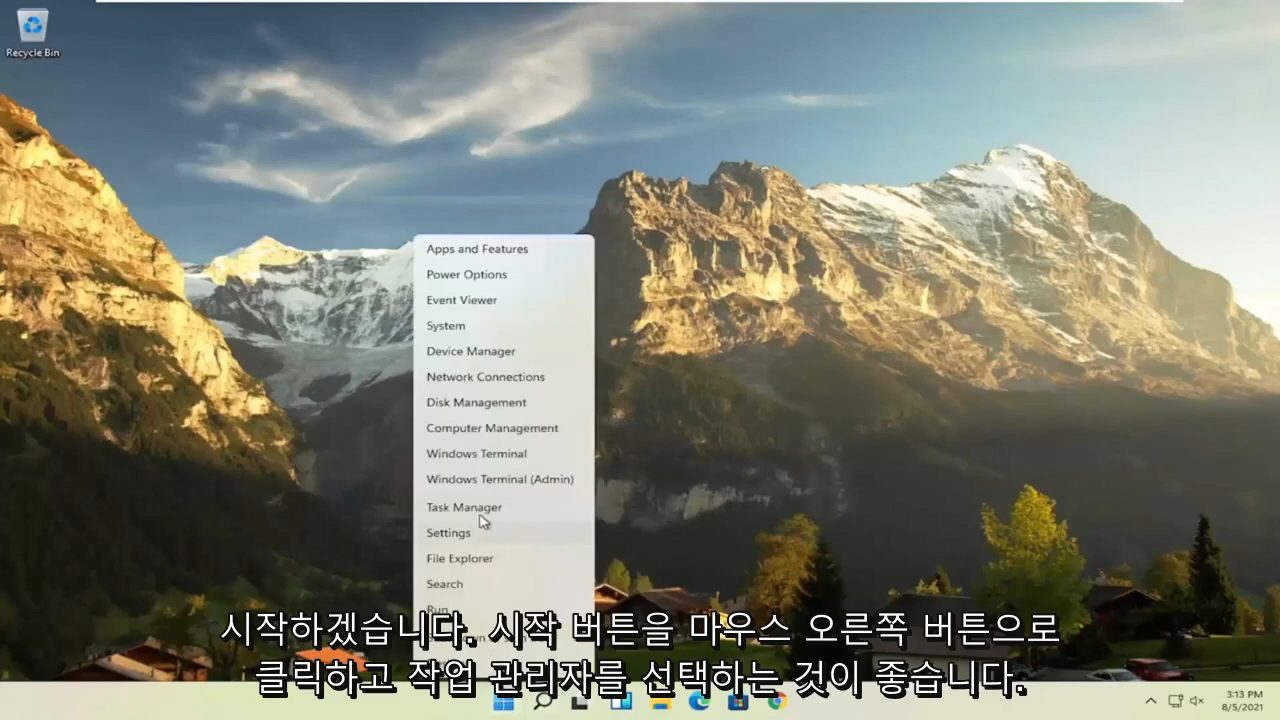 Recycle Bin
Apps and Features
Power Options
Event Viewer
System
Device Manager
Network Connections
Disk Management
Computer Management
Windows Terminal
Windows Terminal (Admin)
Task Manager
Settings
File Explorer
Search
Run
시작하겠습니다. 시작 버튼을 마우스 오른쪽 버튼으로
클릭하고 작업 관리자를 선택하는 것이 좋습니다.
3:13 PM
8/5/2021